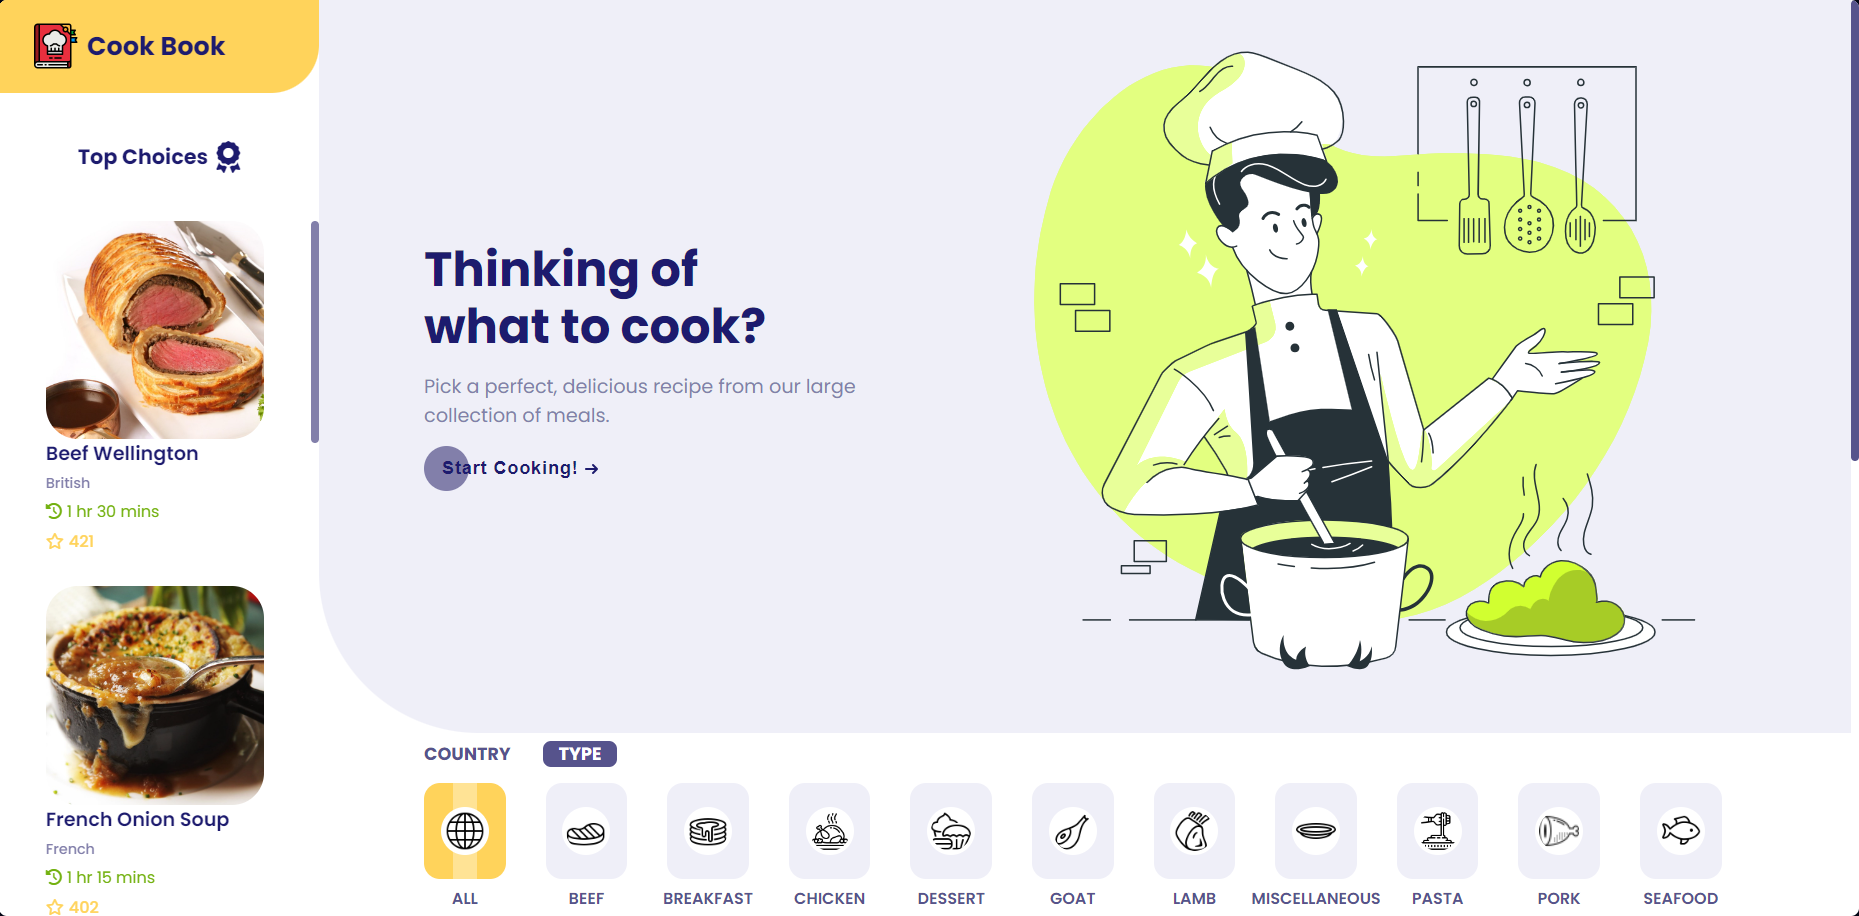 Cook Book
Top Choices
Beef Wellington
British
1 hr 30 mins
421
French Onion Soup
French
1 hr 15 mins
402
Thinking of
what to cook?
Pick a perfect, delicious recipe from our large
collection of meals.
Start Cooking! →
COUNTRY TYPE
ALL BEEF BREAKFAST CHICKEN DESSERT GOAT LAMB MISCELLANEOUS PASTA PORK SEAFOOD